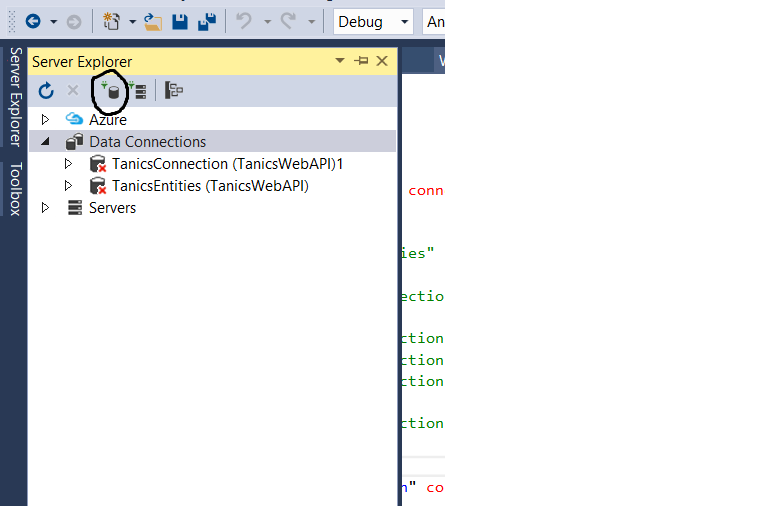 Debug
An
Server Explorer
Toolbox
Server Explorer
Azure
Data Connections
TanicsConnection (TanicsWebAPI)1
TanicsEntities (TanicsWebAPI)
Servers
conn
ies"
ectio
ction
ction
ction
ction
" co